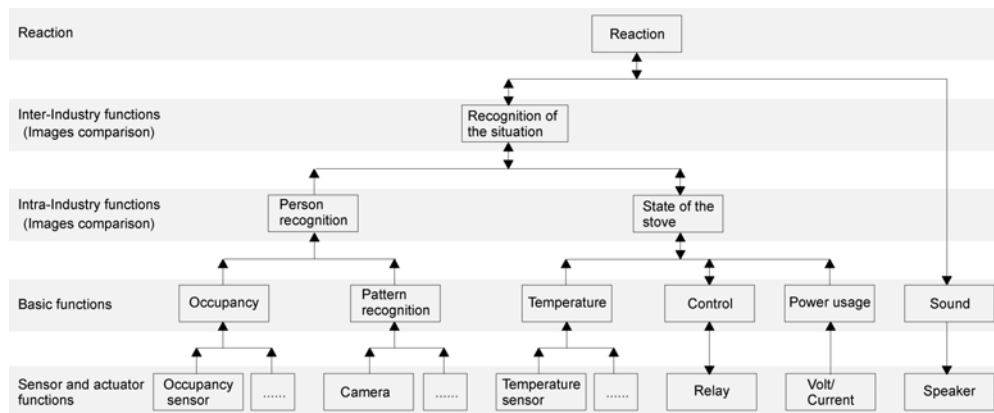 Reaction
Reaction
Inter-Industry functions
(Images comparison)
Recognition of
the situation
Intra-Industry functions
(Images comparison)
Person
recognition
State of the
stove
Basic functions
Occupancy
Pattern
recognition
Temperature
Control
Power usage
Sound
Sensor and actuator
functions
Occupancy
sensor
......
Camera
......
Temperature
sensor
......
Relay
Volt/
Current
Speaker